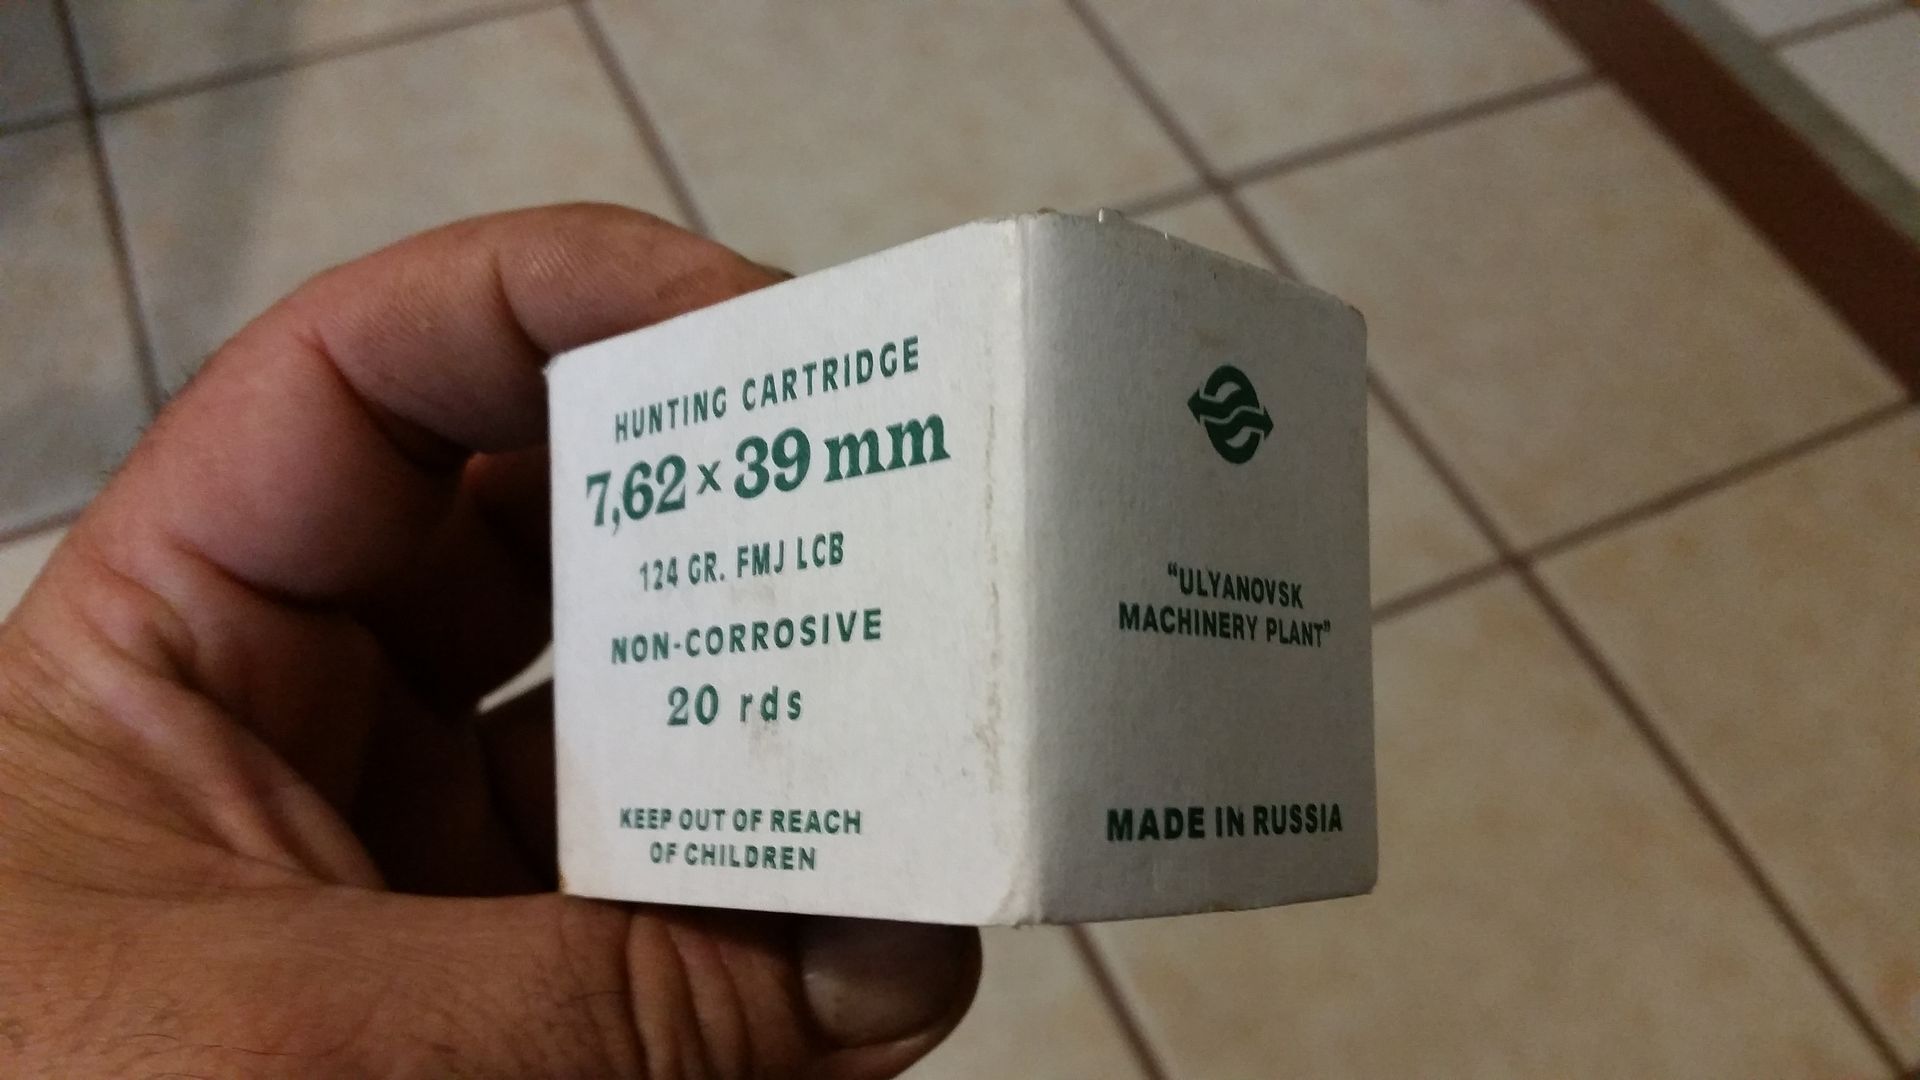 HUNTING CARTRIDGE
7,62 x 39 mm
124 GR. FMJ LCB
NON-CORROSIVE
20 rds
KEEP OUT OF REACH
OF CHILDREN
"ULYANOVSK
MACHINERY PLANT"
MADE IN RUSSIA